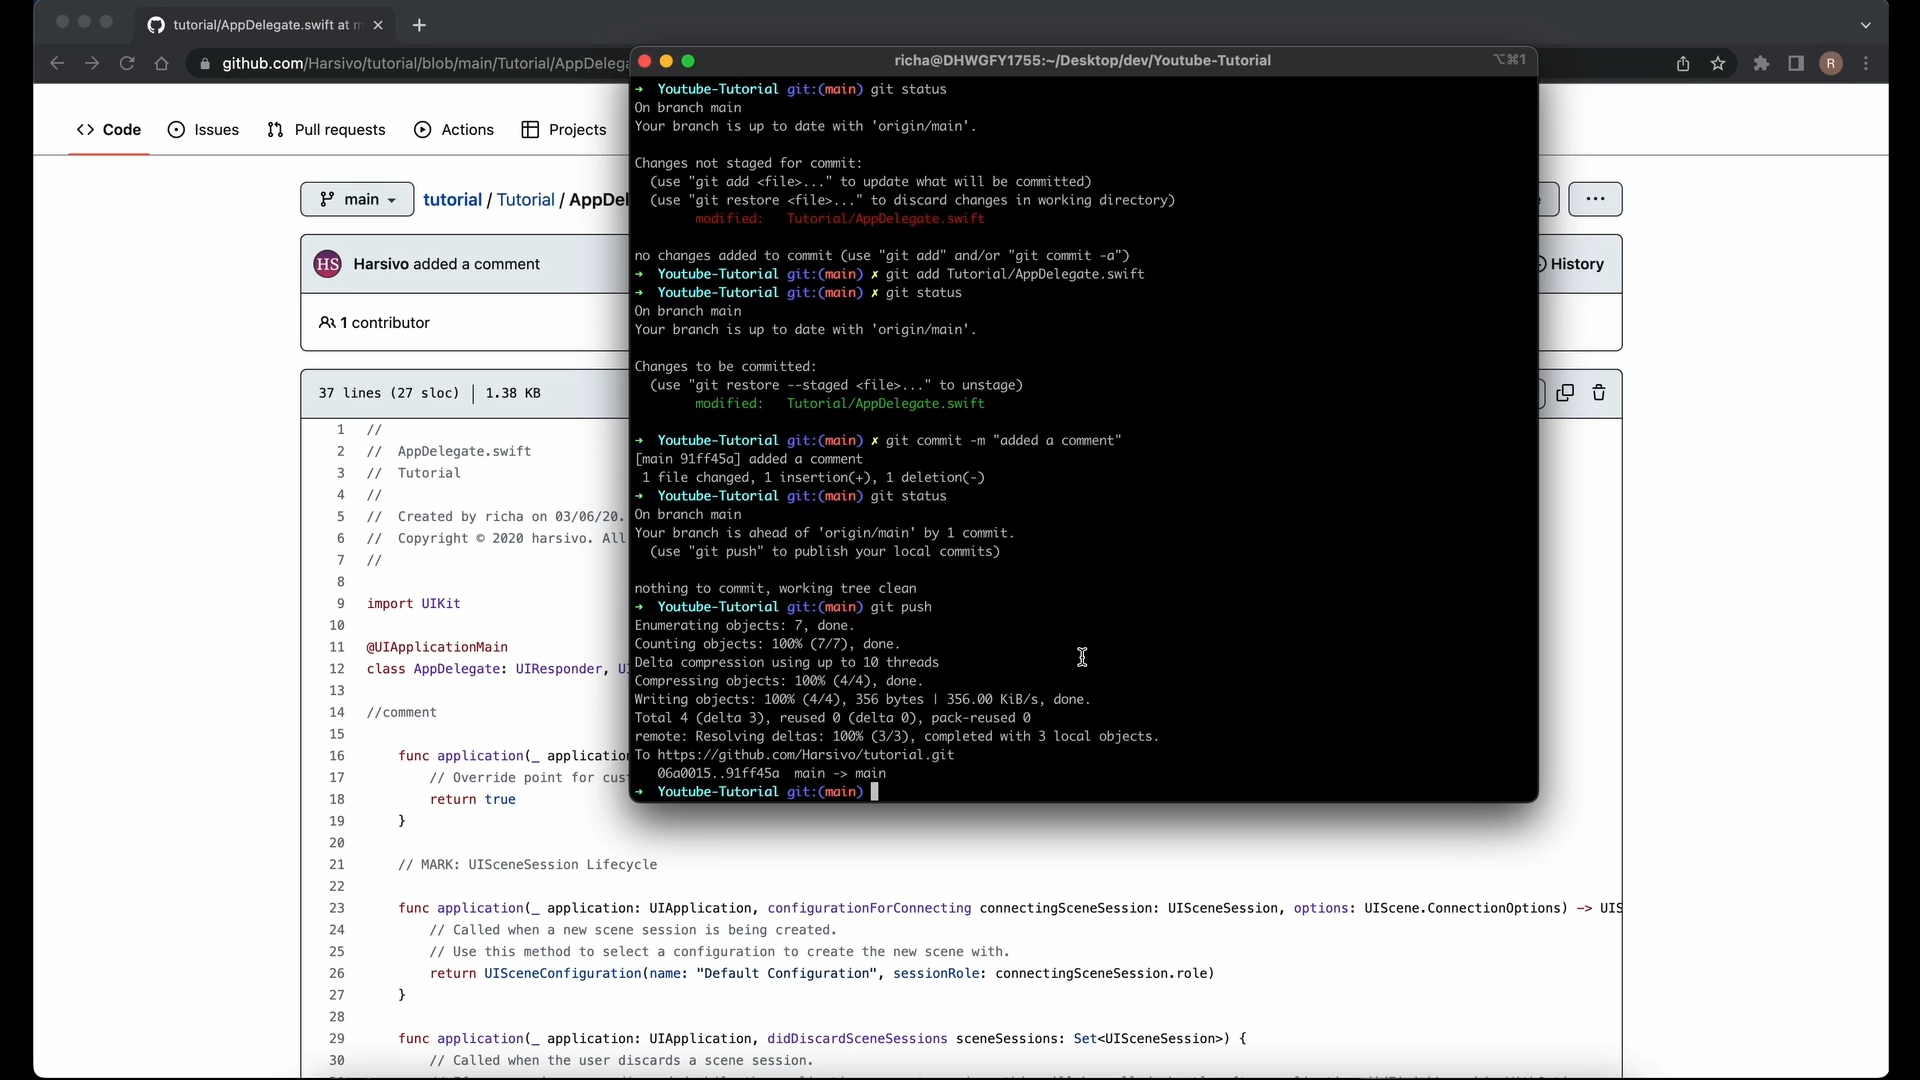 tutorial/AppDelegate.swift at m
github.com/Harsivo/tutorial/blob/main/Tutorial/AppDelega
R
Code
Issues
Pull requests
Actions
Projects
main
tutorial / Tutorial / AppDel
HS
Harsivo added a comment
History
1 contributor
37 lines (27 sloc) | 1.38 KB
1 //
2 // AppDelegate.swift
3 // Tutorial
4 //
5 // Created by richa on 03/06/20.
6 // Copyright © 2020 harsivo. All
7 //
8
9 import UIKit
10
11 @UIApplicationMain
12 class AppDelegate: UIResponder, U
13
14 //comment
15
16 func application(_ application
17 // Override point for cus
18 return true
19 }
20
21 // MARK: UISceneSession Lifecycle
22
23 func application(_ application: UIApplication, configurationForConnecting connectingSceneSession: UISceneSession, options: UIScene.ConnectionOptions) -> UIS
24 // Called when a new scene session is being created.
25 // Use this method to select a configuration to create the new scene with.
26 return UISceneConfiguration(name: "Default Configuration", sessionRole: connectingSceneSession.role)
27 }
28
29 func application(_ application: UIApplication, didDiscardSceneSessions sceneSessions: Set<UISceneSession>) {
30 // Called when the user discards a scene session.
richa@DHWGFY1755:~/Desktop/dev/Youtube-Tutorial
⌥⌘1
➜ Youtube-Tutorial git:(main) git status
On branch main
Your branch is up to date with 'origin/main'.
Changes not staged for commit:
(use "git add <file>..." to update what will be committed)
(use "git restore <file>..." to discard changes in working directory)
modified: Tutorial/AppDelegate.swift
no changes added to commit (use "git add" and/or "git commit -a")
➜ Youtube-Tutorial git:(main) ✗ git add Tutorial/AppDelegate.swift
➜ Youtube-Tutorial git:(main) ✗ git status
On branch main
Your branch is up to date with 'origin/main'.
Changes to be committed:
(use "git restore --staged <file>..." to unstage)
modified: Tutorial/AppDelegate.swift
➜ Youtube-Tutorial git:(main) ✗ git commit -m "added a comment"
[main 91ff45a] added a comment
1 file changed, 1 insertion(+), 1 deletion(-)
➜ Youtube-Tutorial git:(main) git status
On branch main
Your branch is ahead of 'origin/main' by 1 commit.
(use "git push" to publish your local commits)
nothing to commit, working tree clean
➜ Youtube-Tutorial git:(main) git push
Enumerating objects: 7, done.
Counting objects: 100% (7/7), done.
Delta compression using up to 10 threads
Compressing objects: 100% (4/4), done.
Writing objects: 100% (4/4), 356 bytes | 356.00 KiB/s, done.
Total 4 (delta 3), reused 0 (delta 0), pack-reused 0
remote: Resolving deltas: 100% (3/3), completed with 3 local objects.
To https://github.com/Harsivo/tutorial.git
06a0015..91ff45a main -> main
➜ Youtube-Tutorial git:(main)